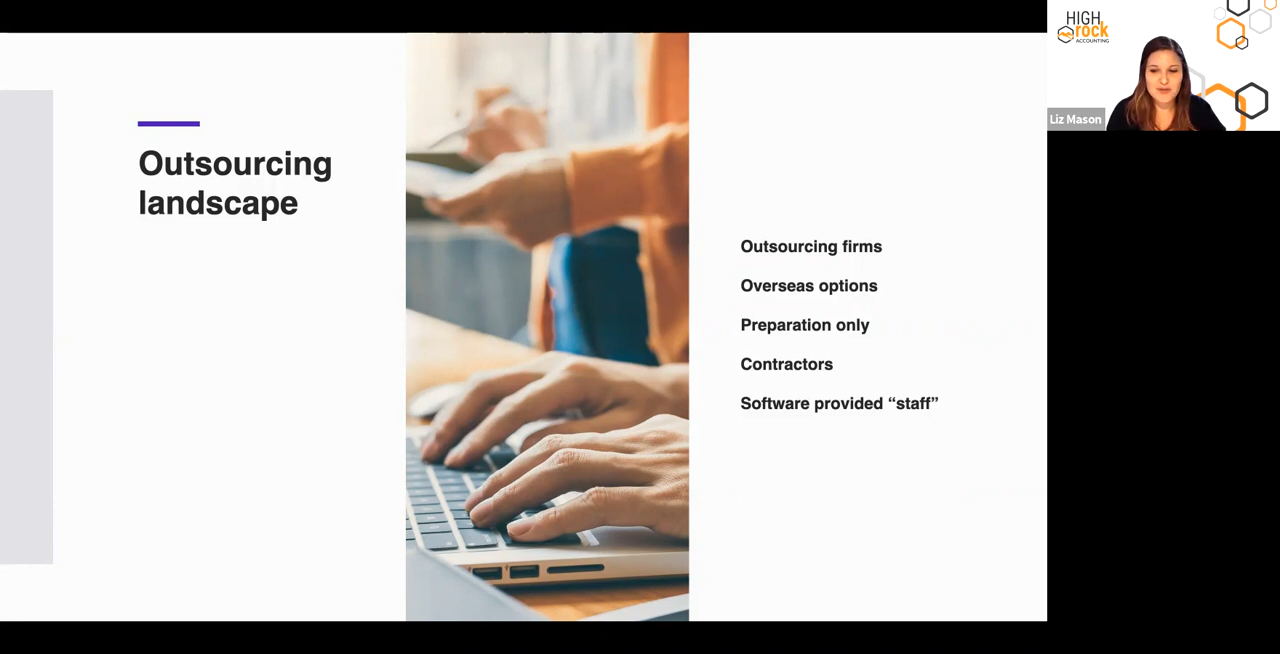 Outsourcing
landscape
Outsourcing firms
Overseas options
Preparation only
Contractors
Software provided “staff”
HIGH
rock
ACCOUNTING
Liz Mason